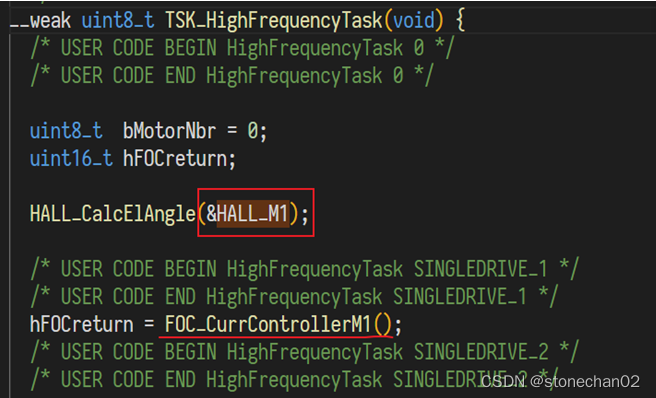 __weak uint8_t TSK_HighFrequencyTask(void) {
/* USER CODE BEGIN HighFrequencyTask 0 */
/* USER CODE END HighFrequencyTask 0 */
uint8_t bMotorNbr = 0;
uint16_t hFOCreturn;
HALL_CalcElAngle(&HALL_M1);
/* USER CODE BEGIN HighFrequencyTask SINGLEDRIVE_1 */
/* USER CODE END HighFrequencyTask SINGLEDRIVE_1 */
hFOCreturn = FOC_CurrControllerM1();
/* USER CODE BEGIN HighFrequencyTask SINGLEDRIVE_2 */
/* USER CODE END HighFrequencyTask SINGLEDRIVE_2 */
CSDN @stonechan02